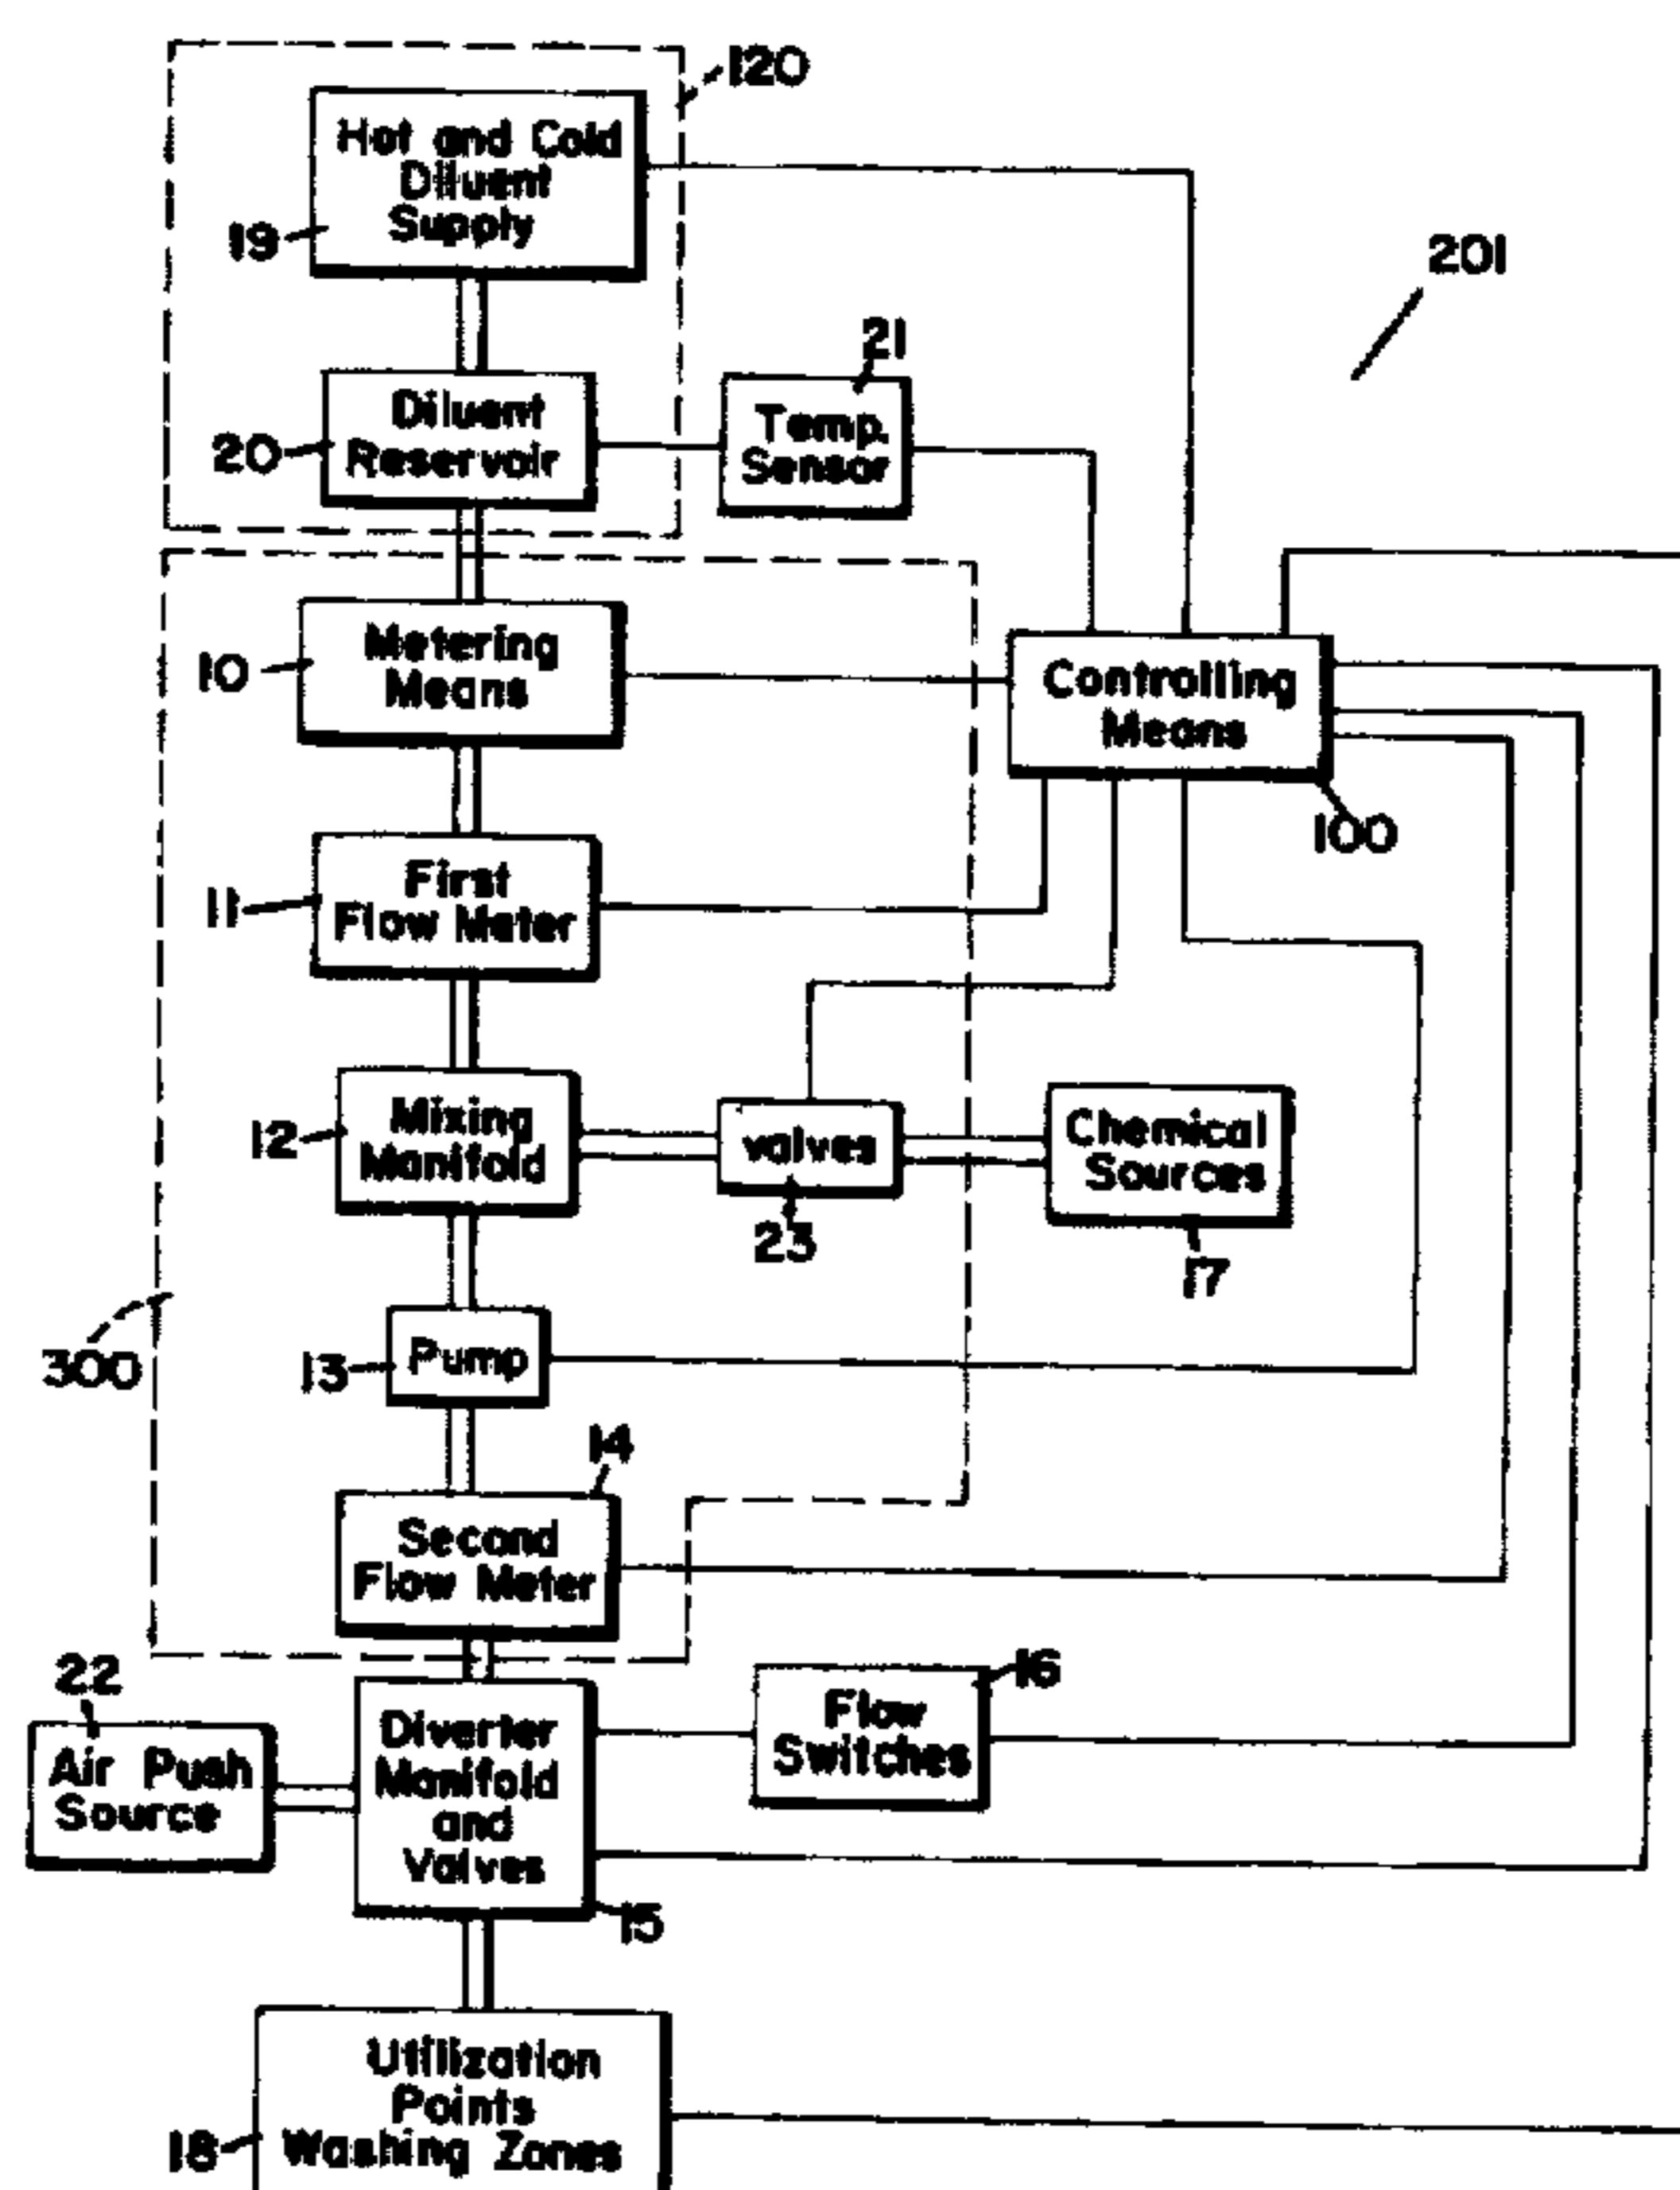 120
Hot and Cold
Diluent
Supply
19
201
21
Diluent
Reservoir
20
Temp.
Sensor
Metering
Means
10
Controlling
Means
100
First
Flow Meter
11
Mixing
Manifold
12
valves
23
Chemical
Sources
17
300
13
Pump
14
Second
Flow Meter
22
Air Push
Source
Diverter
Manifold
and
Valves
15
Flow
Switches
16
Utilization
Points
Washing Zones
18